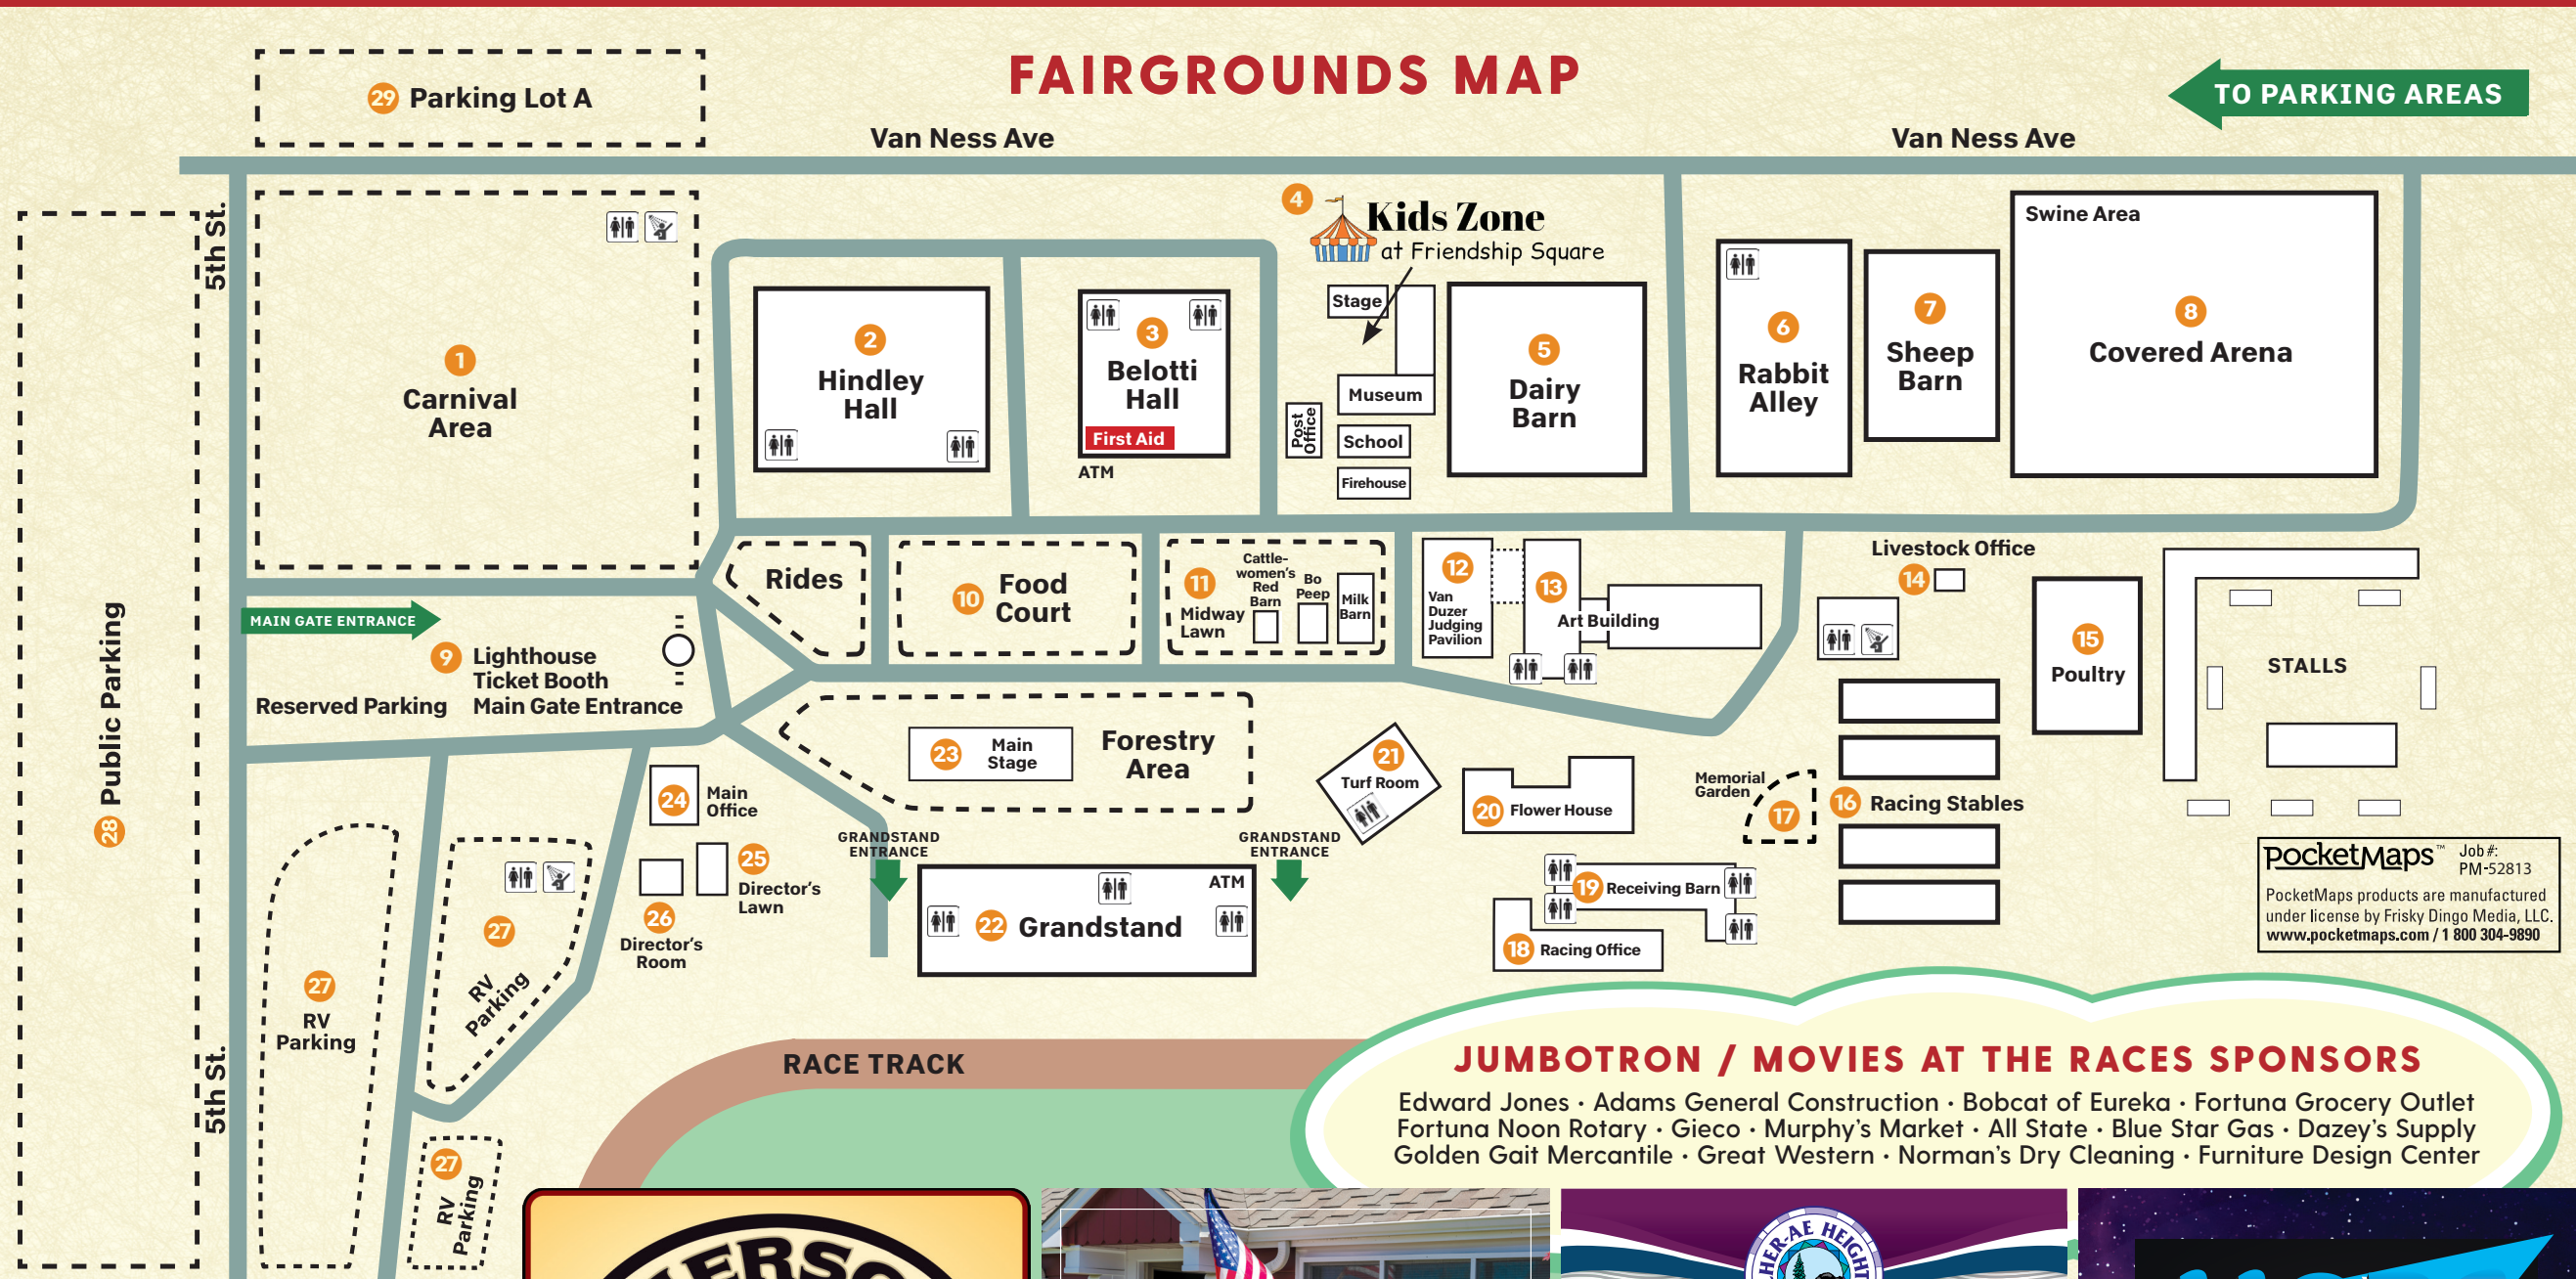 FAIRGROUNDS MAP
TO PARKING AREAS
29 Parking Lot A
Van Ness Ave
Van Ness Ave
5th St.
1
Carnival
Area
2
Hindley
Hall
3
Belotti
Hall
First Aid
ATM
4
Kids Zone
at Friendship Square
Stage
Museum
Post
Office
School
Firehouse
5
Dairy
Barn
6
Rabbit
Alley
7
Sheep
Barn
Swine Area
8
Covered Arena
MAIN GATE ENTRANCE
9 Lighthouse
Ticket Booth
Main Gate Entrance
Reserved Parking
Rides
10 Food
Court
11
Midway
Lawn
Cattle-
women's
Red
Barn
Bo
Peep
Milk
Barn
12
Van
Duzer
Judging
Pavilion
13
Art Building
Livestock Office
14
15
Poultry
STALLS
28 Public Parking
23 Main
Stage
Forestry
Area
21
Turf Room
20 Flower House
Memorial
Garden
17
16 Racing Stables
24
Main
Office
25
Director's
Lawn
26
Director's
Room
GRANDSTAND
ENTRANCE
GRANDSTAND
ENTRANCE
ATM
22 Grandstand
19 Receiving Barn
18 Racing Office
27
RV
Parking
27
RV
Parking
27
RV
Parking
5th St.
RACE TRACK
PocketMaps™
Job #:
PM-52813
PocketMaps products are manufactured
under license by Frisky Dingo Media, LLC.
www.pocketmaps.com / 1 800 304-9890
JUMBOTRON / MOVIES AT THE RACES SPONSORS
Edward Jones · Adams General Construction · Bobcat of Eureka · Fortuna Grocery Outlet
Fortuna Noon Rotary · Gieco · Murphy's Market · All State · Blue Star Gas · Dazey's Supply
Golden Gait Mercantile · Great Western · Norman's Dry Cleaning · Furniture Design Center